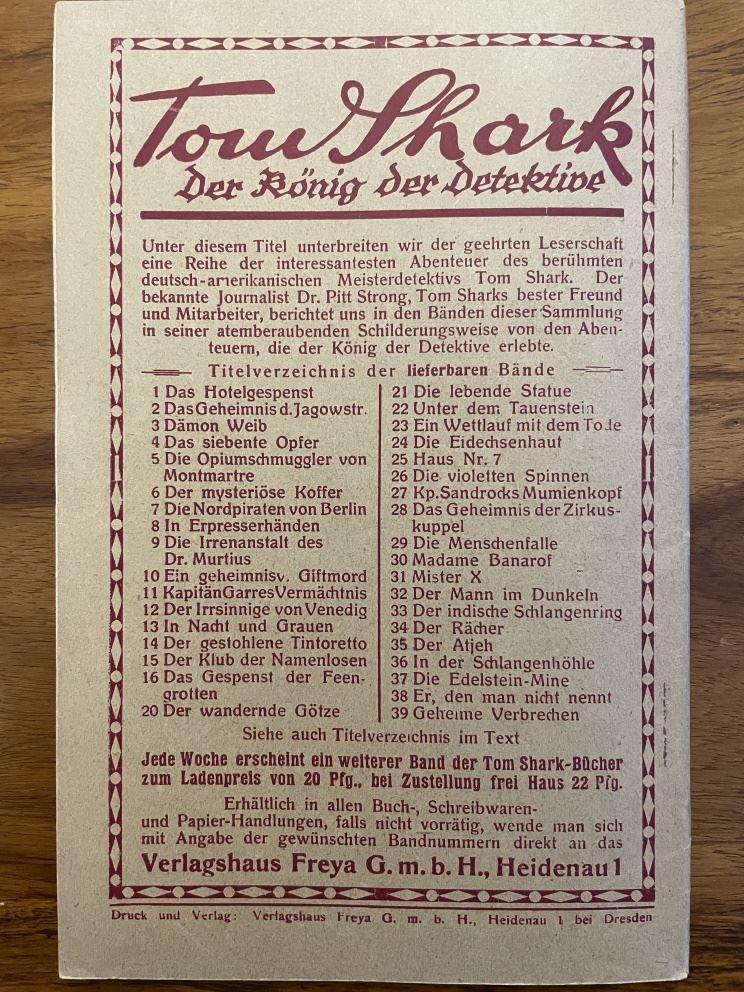 Tom Shark
Der König der Detektive
Unter diesem Titel unterbreiten wir der geehrten Leserschaft
eine Reihe der interessantesten Abenteuer des berühmten
deutsch-amerikanischen Meisterdetektivs Tom Shark. Der
bekannte Journalist Dr. Pitt Strong, Tom Sharks bester Freund
und Mitarbeiter, berichtet uns in den Bänden dieser Sammlung
in seiner atemberaubenden Schilderungsweise von den Aben-
teuern, die der König der Detektive erlebte.
Titelverzeichnis der lieferbaren Bände
1 Das Hotelgespenst
2 Das Geheimnis d. Jagowstr.
3 Dämon Weib
4 Das siebente Opfer
5 Die Opiumschmuggler von
Montmartre
6 Der mysteriöse Koffer
7 Die Nordpiraten von Berlin
8 In Erpresserhänden
9 Die Irrenanstalt des
Dr. Murtius
10 Ein geheimnisv. Giftmord
11 Kapitän Garres Vermächtnis
12 Der Irrsinnige von Venedig
13 In Nacht und Grauen
14 Der gestohlene Tintoretto
15 Der Klub der Namenlosen
16 Das Gespenst der Feen-
grotten
20 Der wandernde Götze
21 Die lebende Statue
22 Unter dem Tauenstein
23 Ein Wettlauf mit dem Tode
24 Die Eidechsenhaut
25 Haus Nr. 7
26 Die violetten Spinnen
27 Kp. Sandrocks Mumienkopf
28 Das Geheimnis der Zirkus-
kuppel
29 Die Menschenfalle
30 Madame Banarof
31 Mister X
32 Der Mann im Dunkeln
33 Der indische Schlangenring
34 Der Rächer
35 Der Atjeh
36 In der Schlangenhöhle
37 Die Edelstein-Mine
38 Er, den man nicht nennt
39 Geheime Verbrechen
Siehe auch Titelverzeichnis im Text
Jede Woche erscheint ein weiterer Band der Tom Shark-Bücher
zum Ladenpreis von 20 Pfg., bei Zustellung frei Haus 22 Pfg.
Erhältlich in allen Buch-, Schreibwaren-
und Papier-Handlungen, falls nicht vorrätig, wende man sich
mit Angabe der gewünschten Bandnummern direkt an das
Verlagshaus Freya G. m. b. H., Heidenau 1
Druck und Verlag: Verlagshaus Freya G. m. b. H., Heidenau 1 bei Dresden